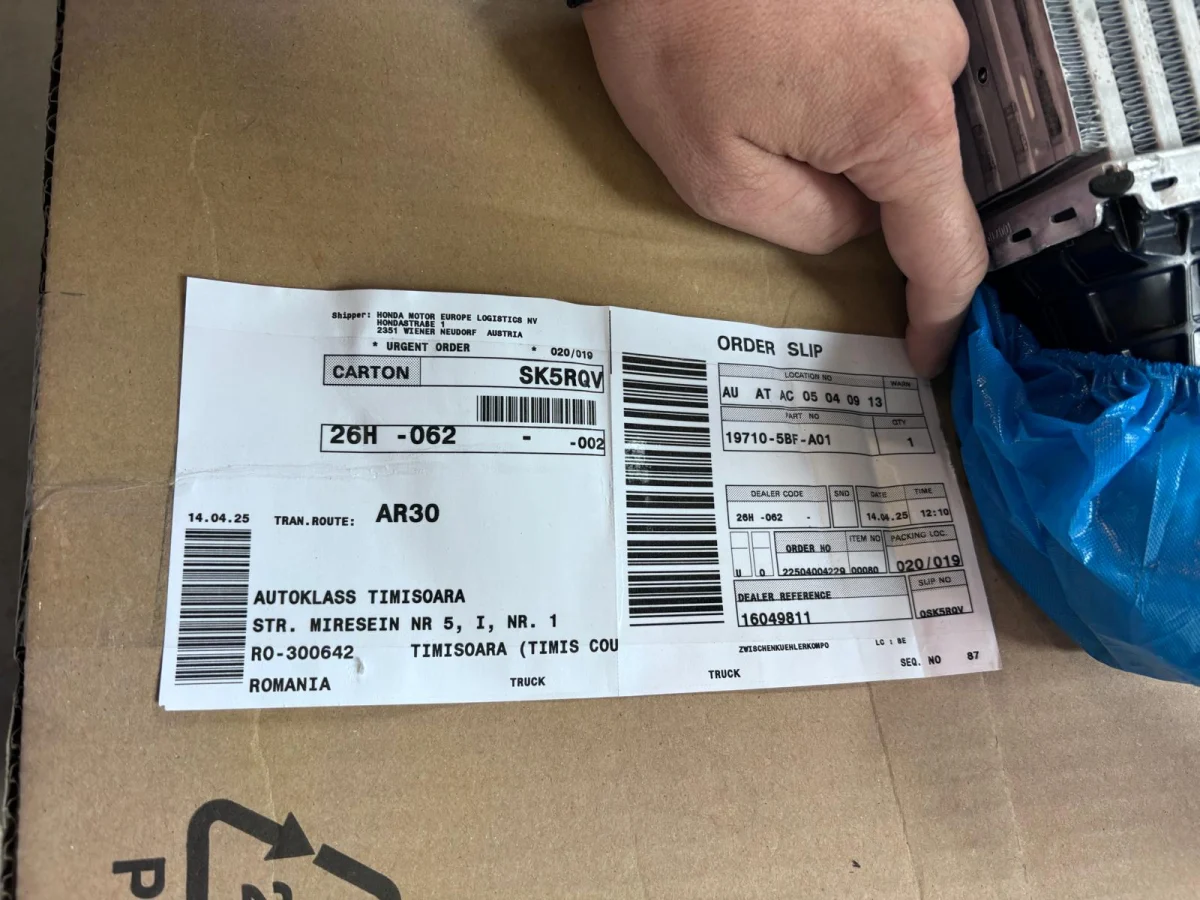 Shipper: HONDA MOTOR EUROPE LOGISTICS NV
HONDASTRAßE 1
2351 WIENER NEUDORF AUSTRIA
* URGENT ORDER * 020/019
CARTON SK5RQV
26H -062 - -002
14.04.25 TRAN.ROUTE: AR30
AUTOKLASS TIMISOARA
STR. MIRESEIN NR 5, I, NR. 1
RO-300642 TIMISOARA (TIMIS COU
ROMANIA TRUCK
ORDER SLIP
LOCATION NO WARN
AU AT AC 05 04 09 13
PART NO QTY
19710-5BF-A01 1
DEALER CODE SND DATE TIME
26H -062 - 14.04.25 12:10
ORDER NO ITEM NO PACKING LOC.
U O 22504004229 00080 020/019
DEALER REFERENCE SLIP NO
16049811 0SK5RQV
ZWISCHENKUEHLERKOMPO LC : BE
TRUCK SEQ. NO 87
P
2